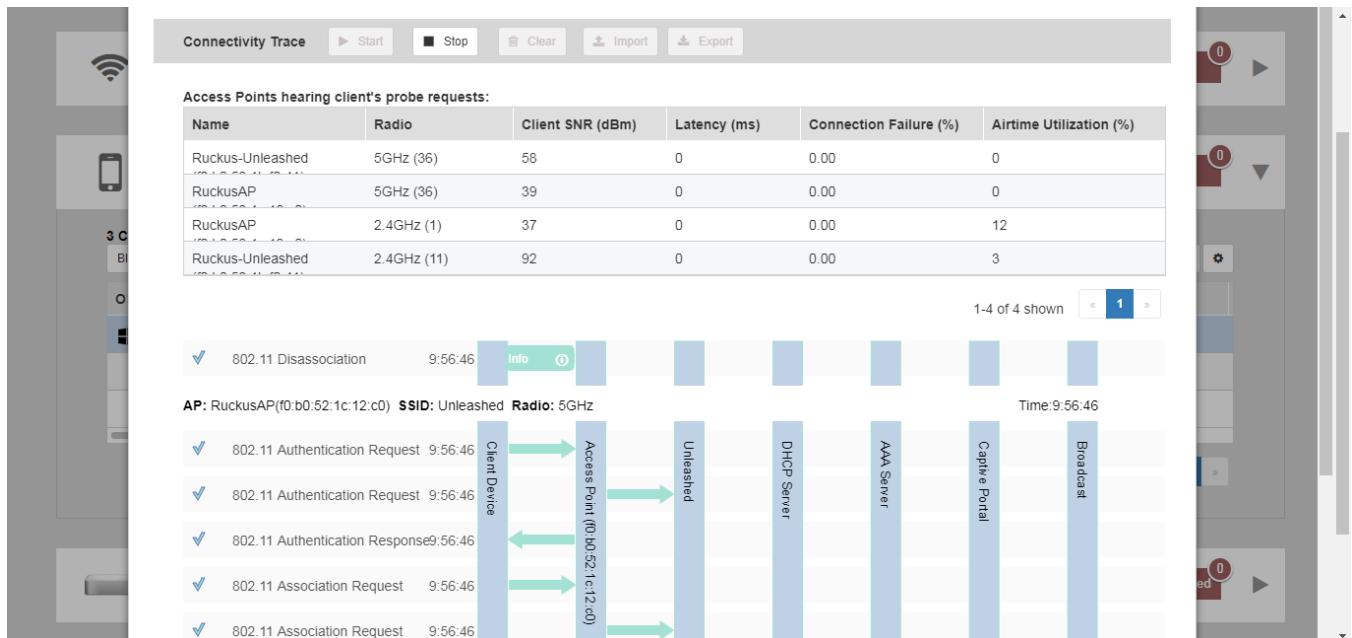 Connectivity Trace Start Stop Clear Import Export
0
Access Points hearing client's probe requests:
Name Radio Client SNR (dBm) Latency (ms) Connection Failure (%) Airtime Utilization (%)
Ruckus-Unleashed 5GHz (36) 58 0 0.00 0
0
RuckusAP 5GHz (36) 39 0 0.00 0
RuckusAP 2.4GHz (1) 37 0 0.00 12
3 C
Bl
Ruckus-Unleashed 2.4GHz (11) 92 0 0.00 3
O
1-4 of 4 shown « 1 »
802.11 Disassociation 9:56:46 Info
AP: RuckusAP(f0:b0:52:1c:12:c0) SSID: Unleashed Radio: 5GHz Time:9:56:46
802.11 Authentication Request 9:56:46
Client Device
Access Point (f0:b0:52:1c:12:c0)
Unleashed
DHCP Server
AAA Server
Captive Portal
Broadcast
»
802.11 Authentication Request 9:56:46
802.11 Authentication Response9:56:46
802.11 Association Request 9:56:46
0
ed
802.11 Association Request 9:56:46